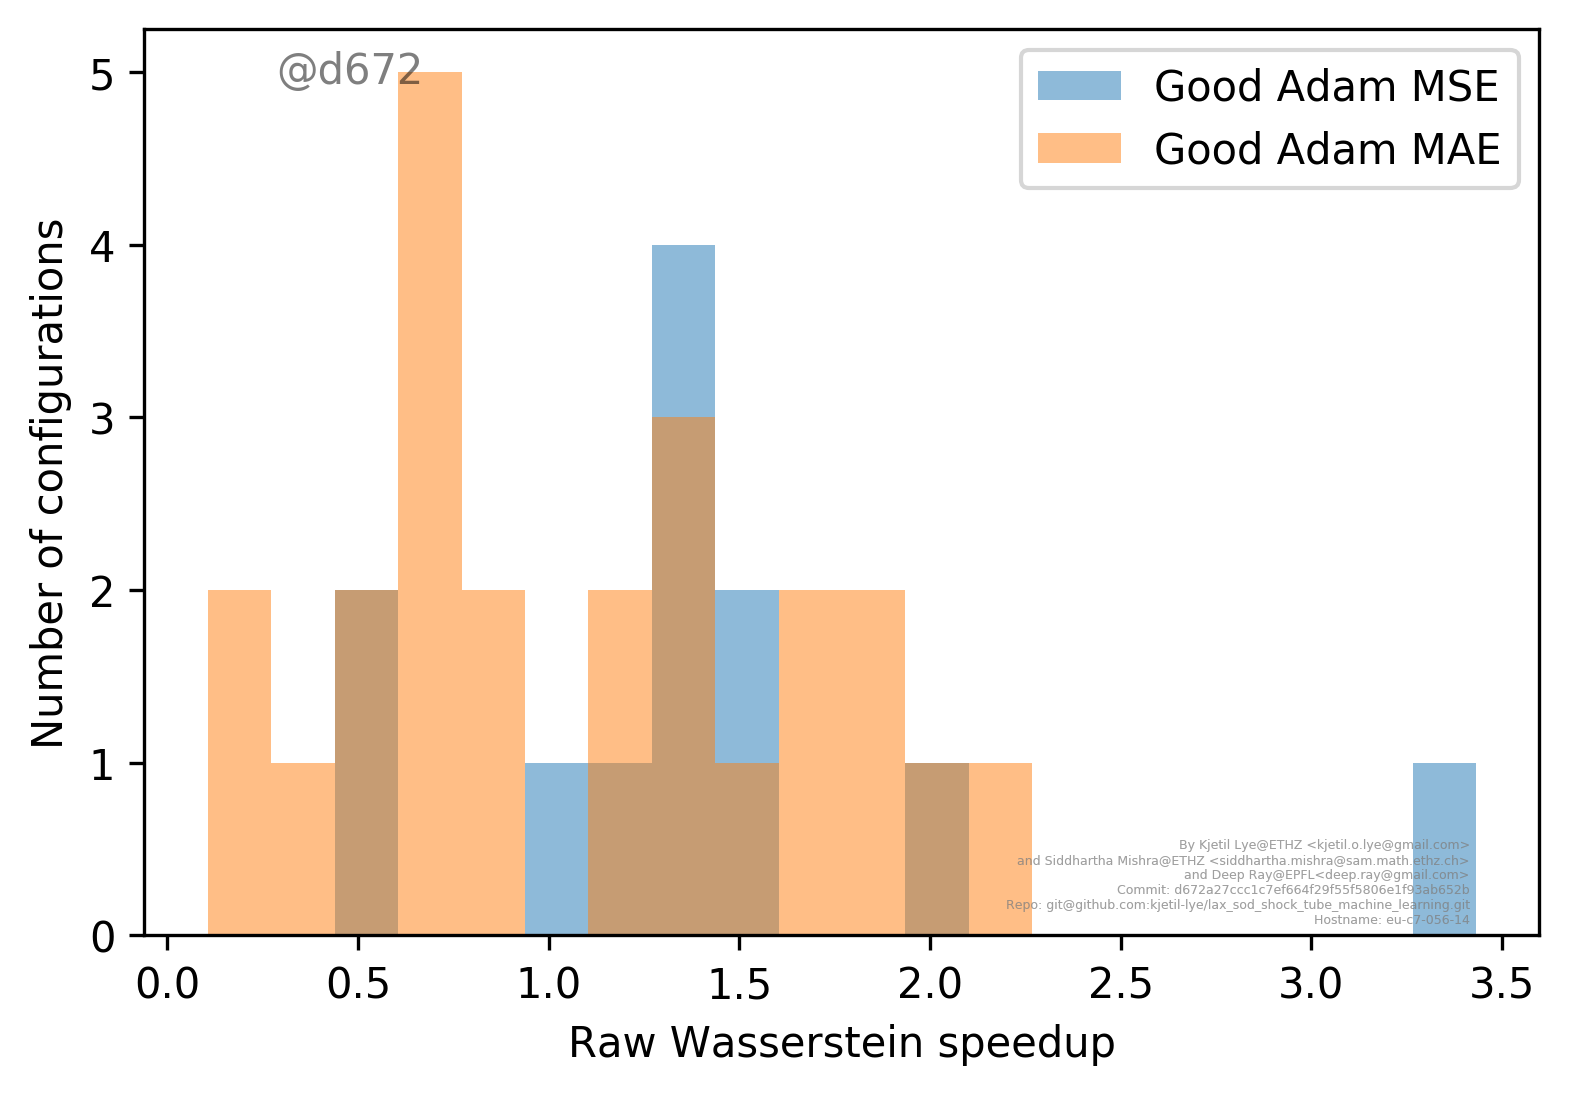 @d672
Good Adam MSE
Good Adam MAE
5
4
3
2
1
0
Number of configurations
0.0 0.5 1.0 1.5 2.0 2.5 3.0 3.5
Raw Wasserstein speedup
By Kjetil Lye@ETHZ <kjetil.o.lye@gmail.com>
and Siddhartha Mishra@ETHZ <siddhartha.mishra@sam.math.ethz.ch>
and Deep Ray@EPFL<deep.ray@gmail.com>
Commit: d672a27ccc1c7ef664f29f55f5806e1f93ab652b
Repo: git@github.com:kjetil-lye/lax_sod_shock_tube_machine_learning.git
Hostname: eu-c7-056-14